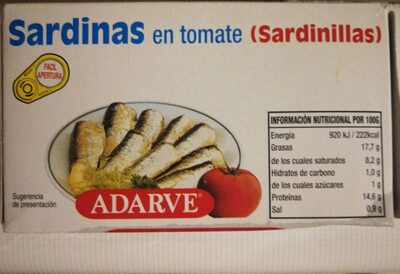 Sardinas en tomate (Sardinillas)
FACIL
APERTURA
INFORMACIÓN NUTRICIONAL POR 100G
Energía 920 kJ / 222kcal
Grasas 17,7 g
de los cuales saturados 8,2 g
Hidratos de carbono 1,0 g
de los cuales azúcares 1 g
Proteinas 14,6 g
Sal 0,9 g
Sugerencia
de presentación
ADARVE®